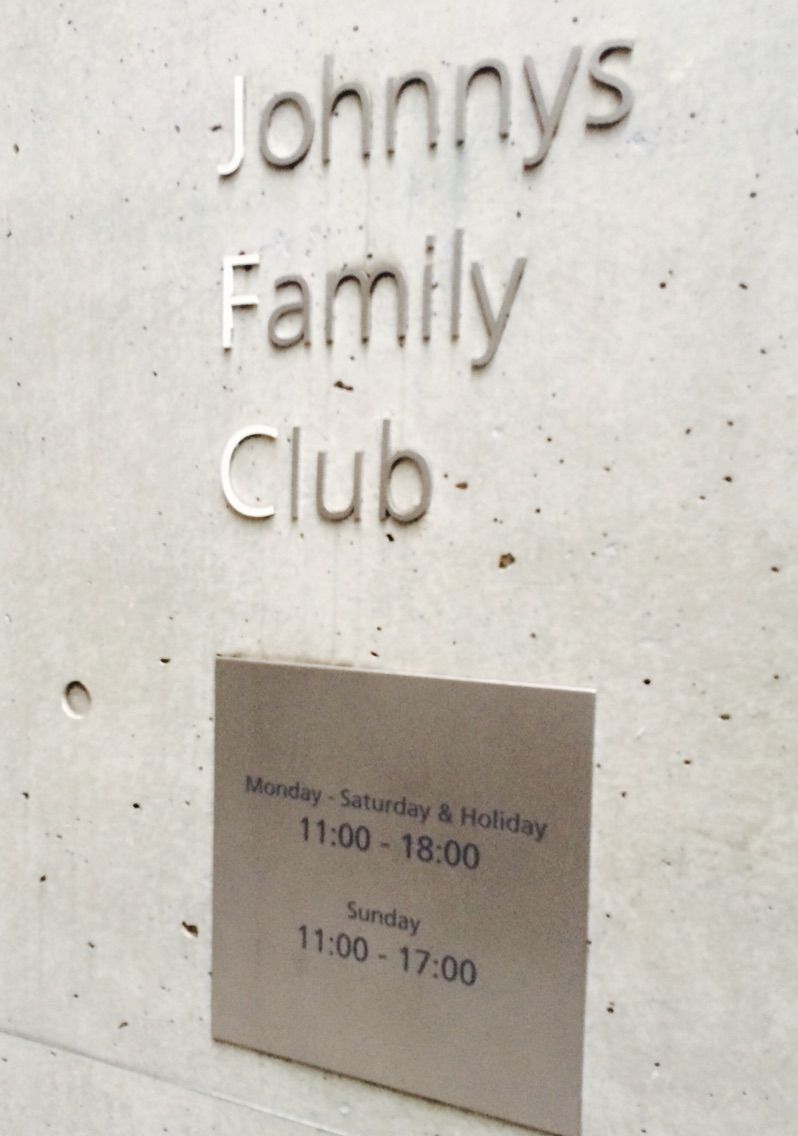 Johnnys
Family
Club
Monday - Saturday & Holiday
11:00 - 18:00
Sunday
11:00 - 17:00